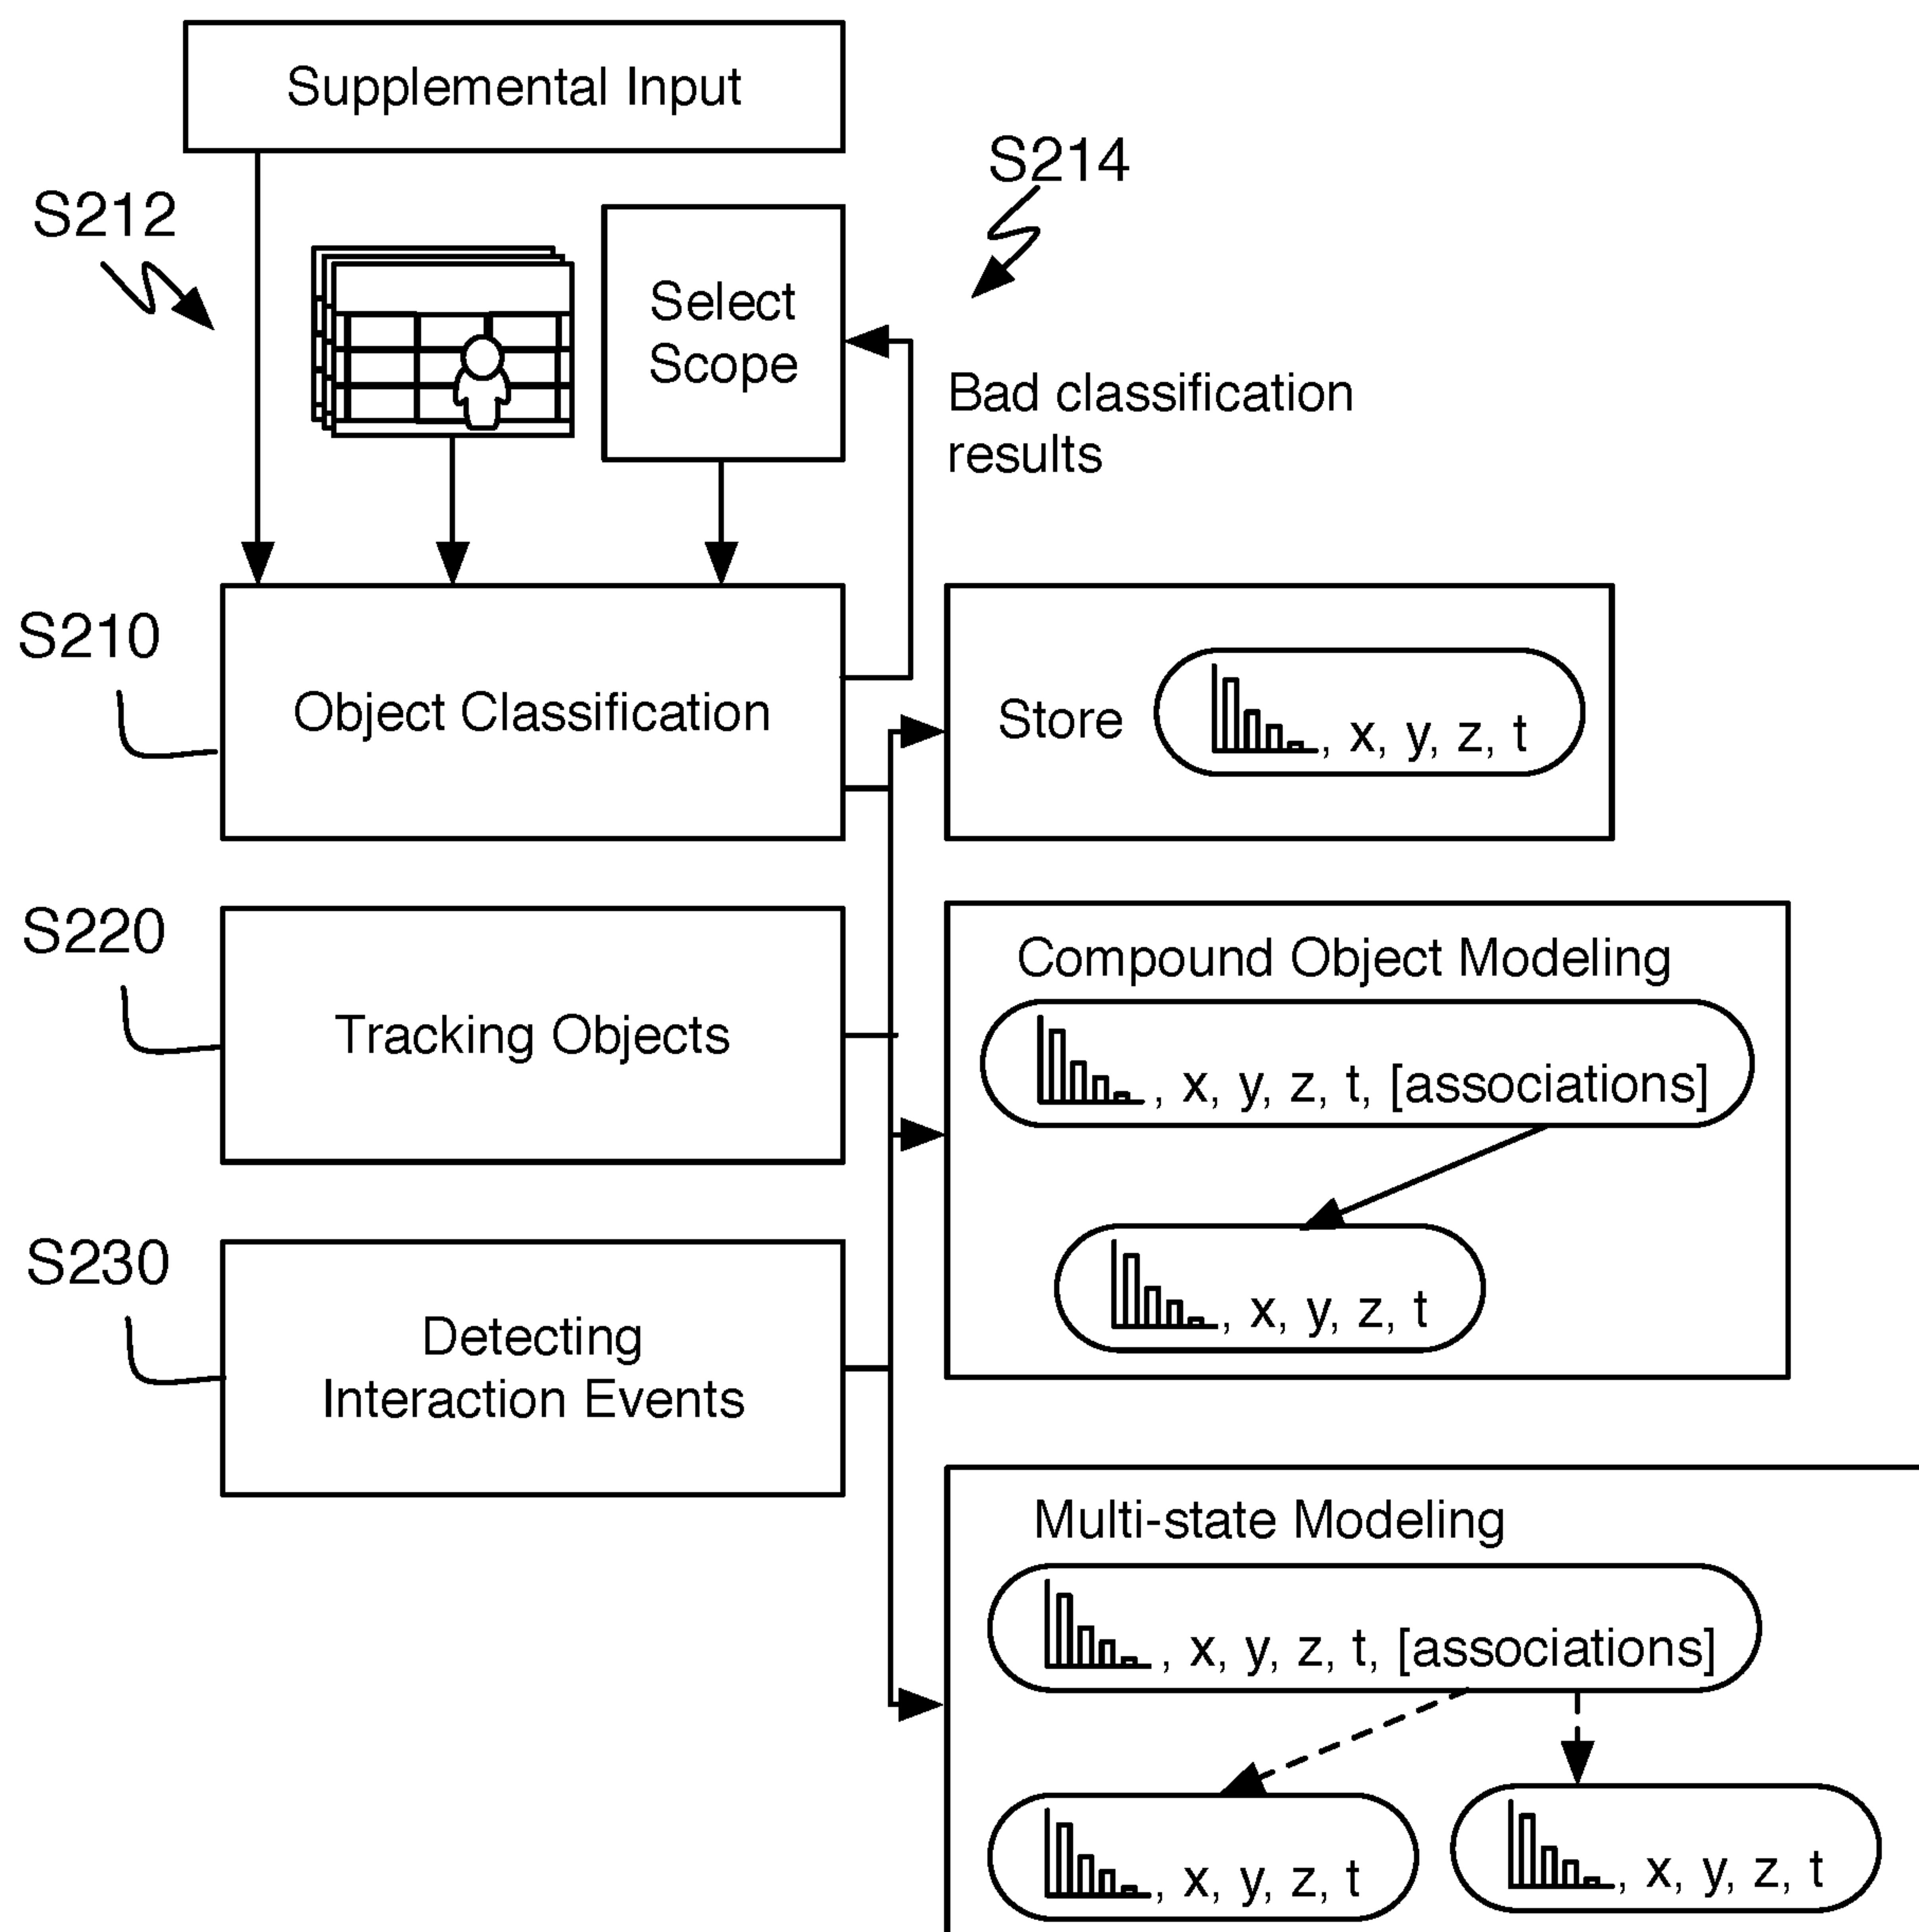 Supplemental Input
S214
S212
Select
Scope
Bad classification
results
S210
Object Classification
Store
, x, y, z, t
S220
Tracking Objects
Compound Object Modeling
, x, y, z, t, [associations]
, x, y, z, t
S230
Detecting
Interaction Events
Multi-state Modeling
, x, y, z, t, [associations]
, x, y, z, t
, x, y, z, t